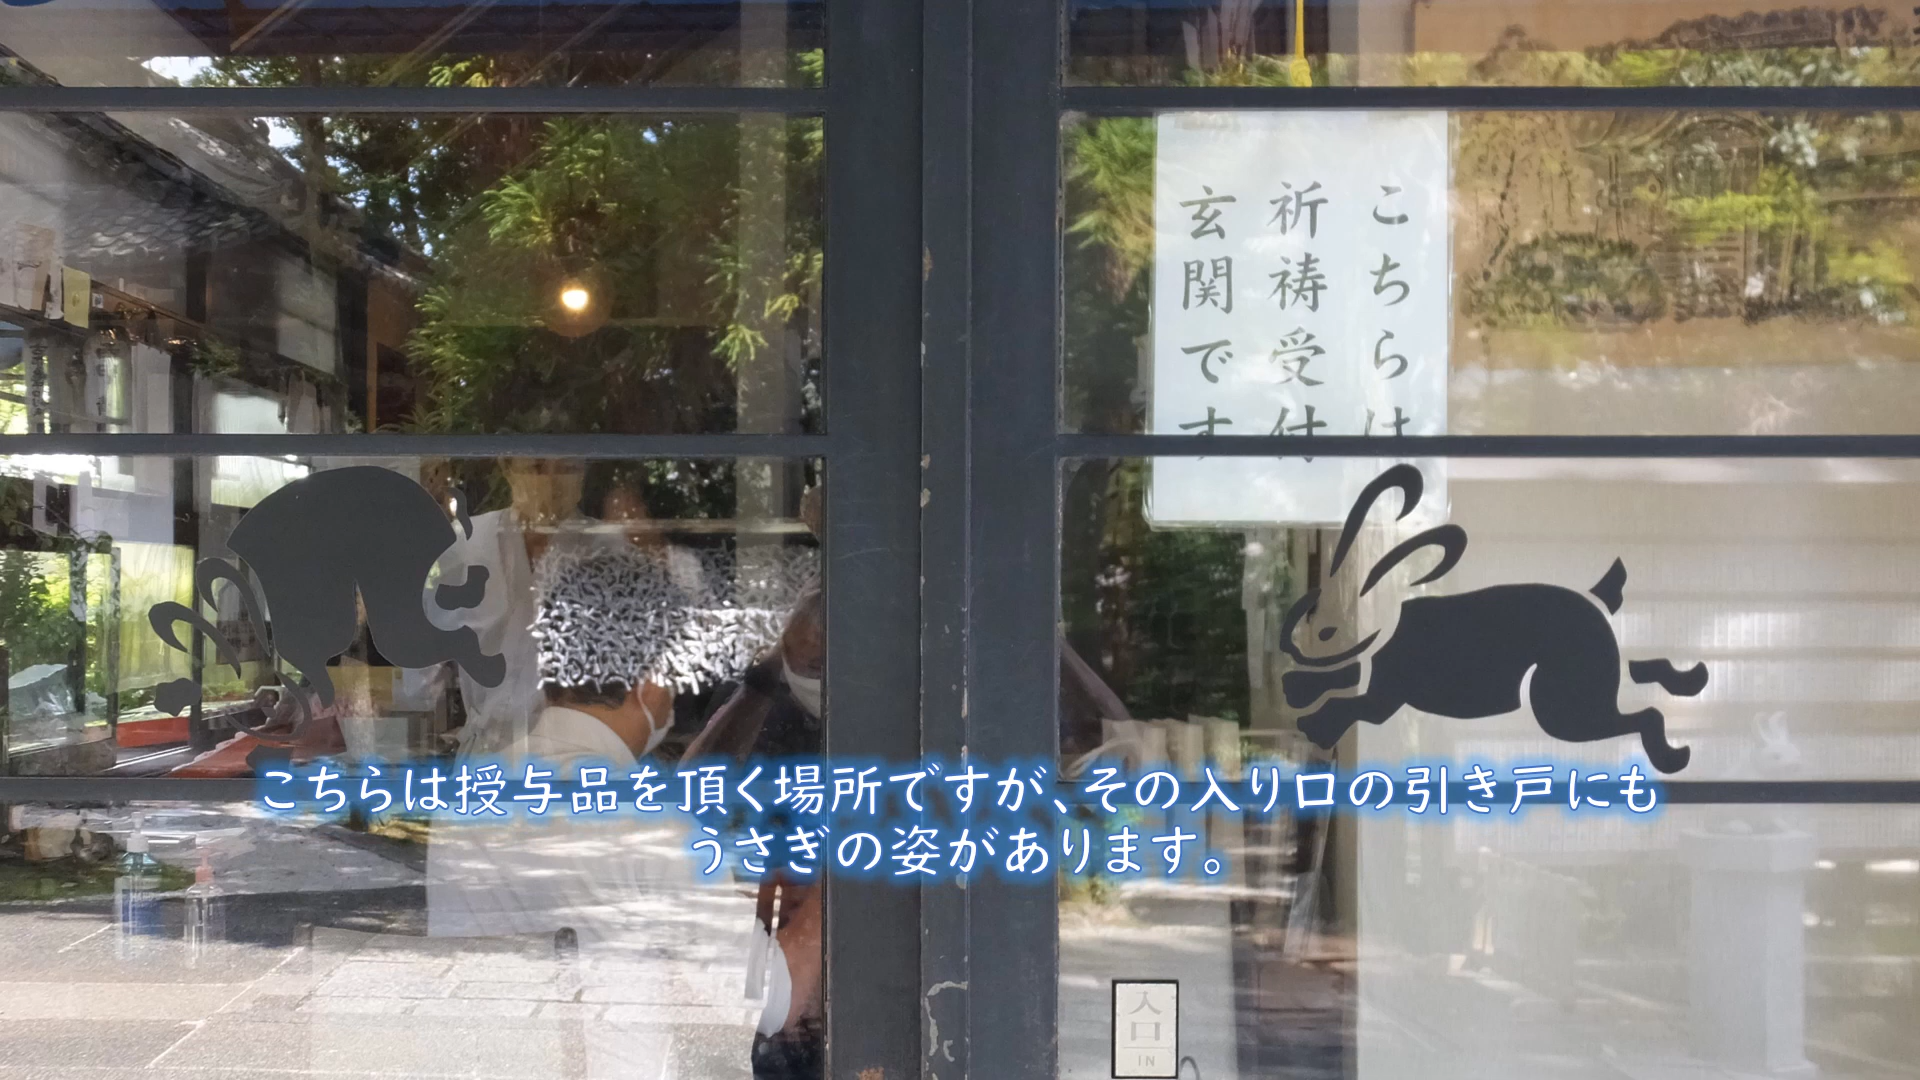 こちらは
祈祷受付
玄関です
こちらは授与品を頂く場所ですが、その入り口の引き戸にも
うさぎの姿があります。
入口
IN